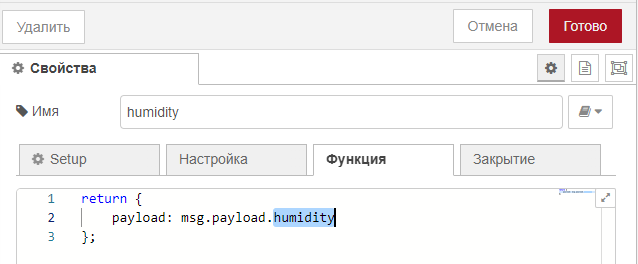 Удалить
Отмена
Готово
Свойства
Имя
humidity
Setup
Настройка
Функция
Закрытие
1 return {
2 payload: msg.payload.humidity
3 };